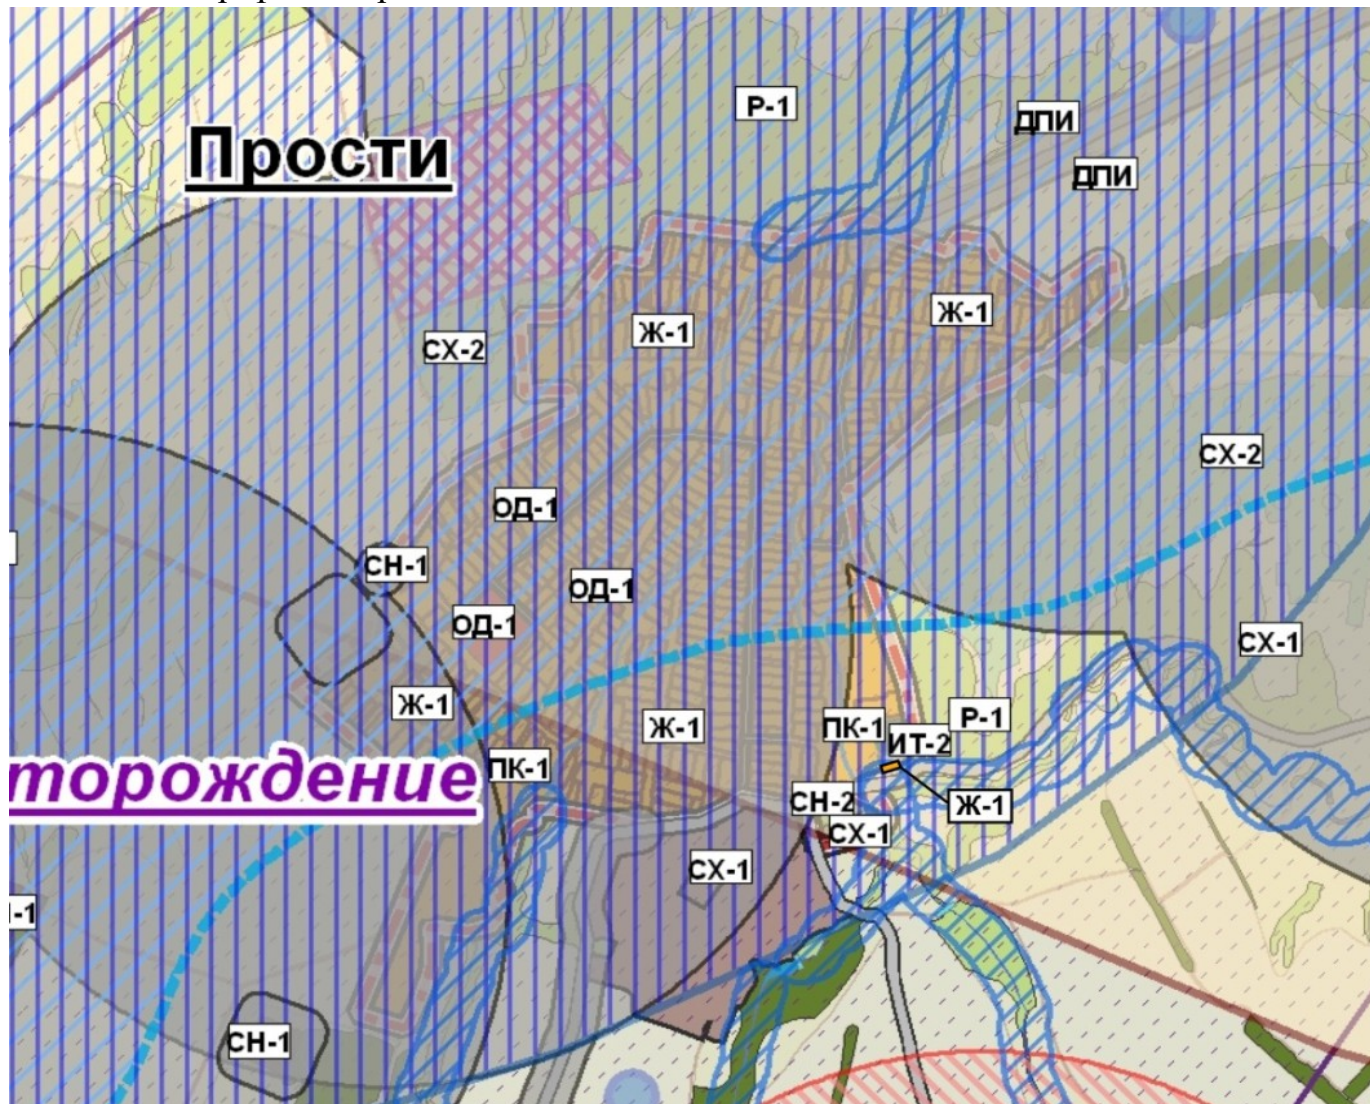 Р-1
ДПИ
Прости
ДПИ
Ж-1
Ж-1
СХ-2
СХ-2
ОД-1
СН-1
ОД-1
ОД-1
СХ-1
Ж-1
Ж-1
ПК-1
Р-1
ИТ-2
торождение
ПК-1
СН-2
Ж-1
СХ-1
СХ-1
-1
СН-1